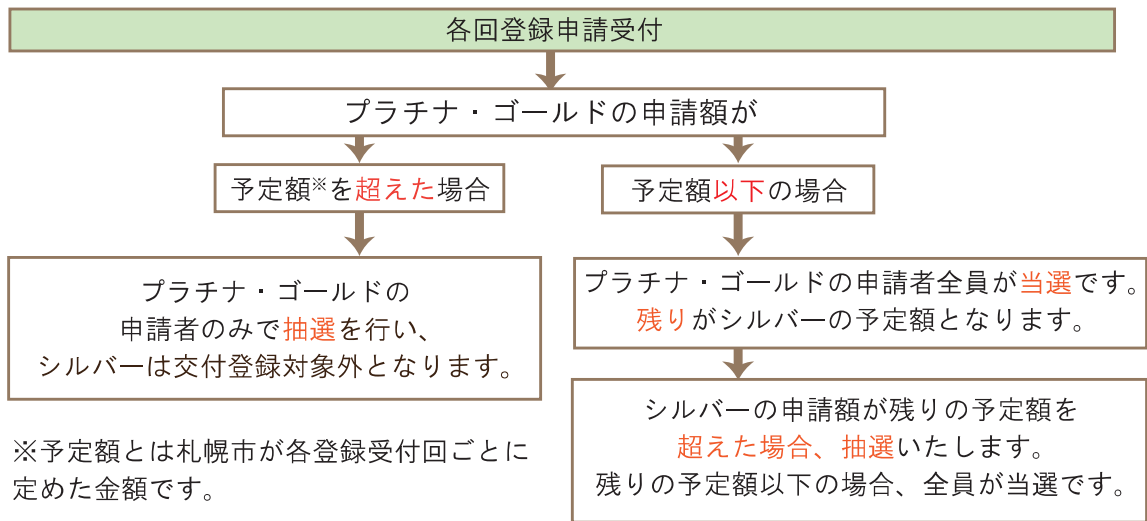 各回登録申請受付
プラチナ・ゴールドの申請額が
予定額※を超えた場合
予定額以下の場合
プラチナ・ゴールドの
申請者のみで抽選を行い、
シルバーは交付登録対象外となります。
プラチナ・ゴールドの申請者全員が当選です。
残りがシルバーの予定額となります。
シルバーの申請額が残りの予定額を
超えた場合、抽選いたします。
残りの予定額以下の場合、全員が当選です。
※予定額とは札幌市が各登録受付回ごとに
定めた金額です。